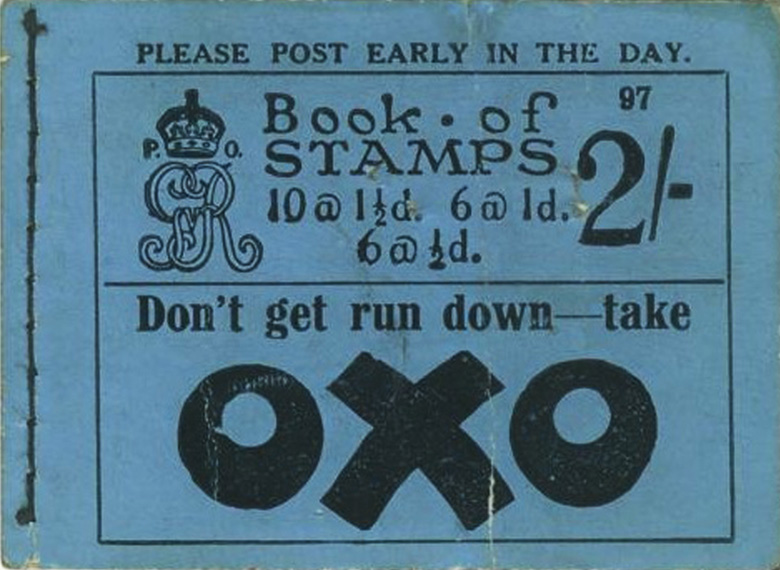 PLEASE POST EARLY IN THE DAY.
97
P. O.
GR
Book · of
STAMPS
2/-
10 @ 1½d. 6 @ 1d.
6 @ ½d.
Don't get run down—take
OXO